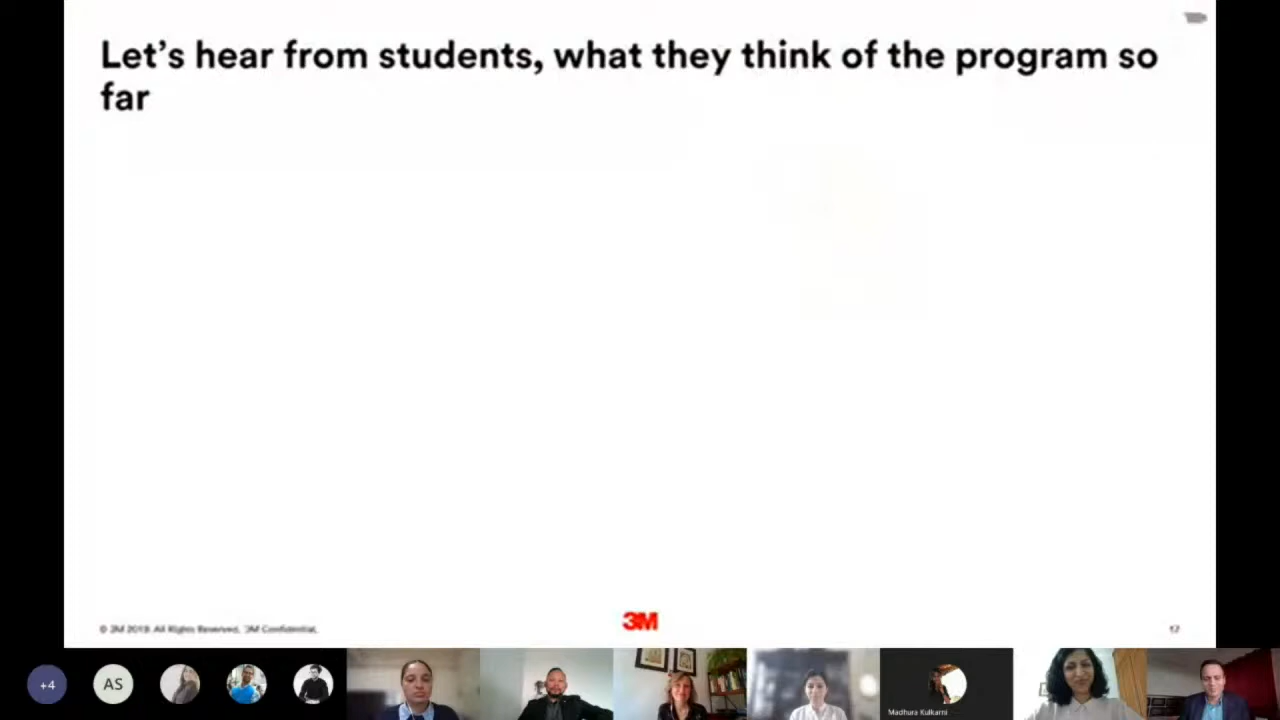 Let's hear from students, what they think of the program so
far
© 3M 2019. All Rights Reserved. 3M Confidential.
3M
17
+4
AS
Madhura Kulkarni